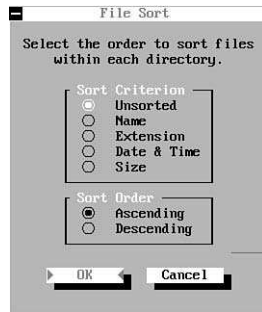 File Sort
Select the order to sort files
within each directory.
Sort Criterion
Unsorted
Name
Extension
Date & Time
Size
Sort Order
Ascending
Descending
OK
Cancel